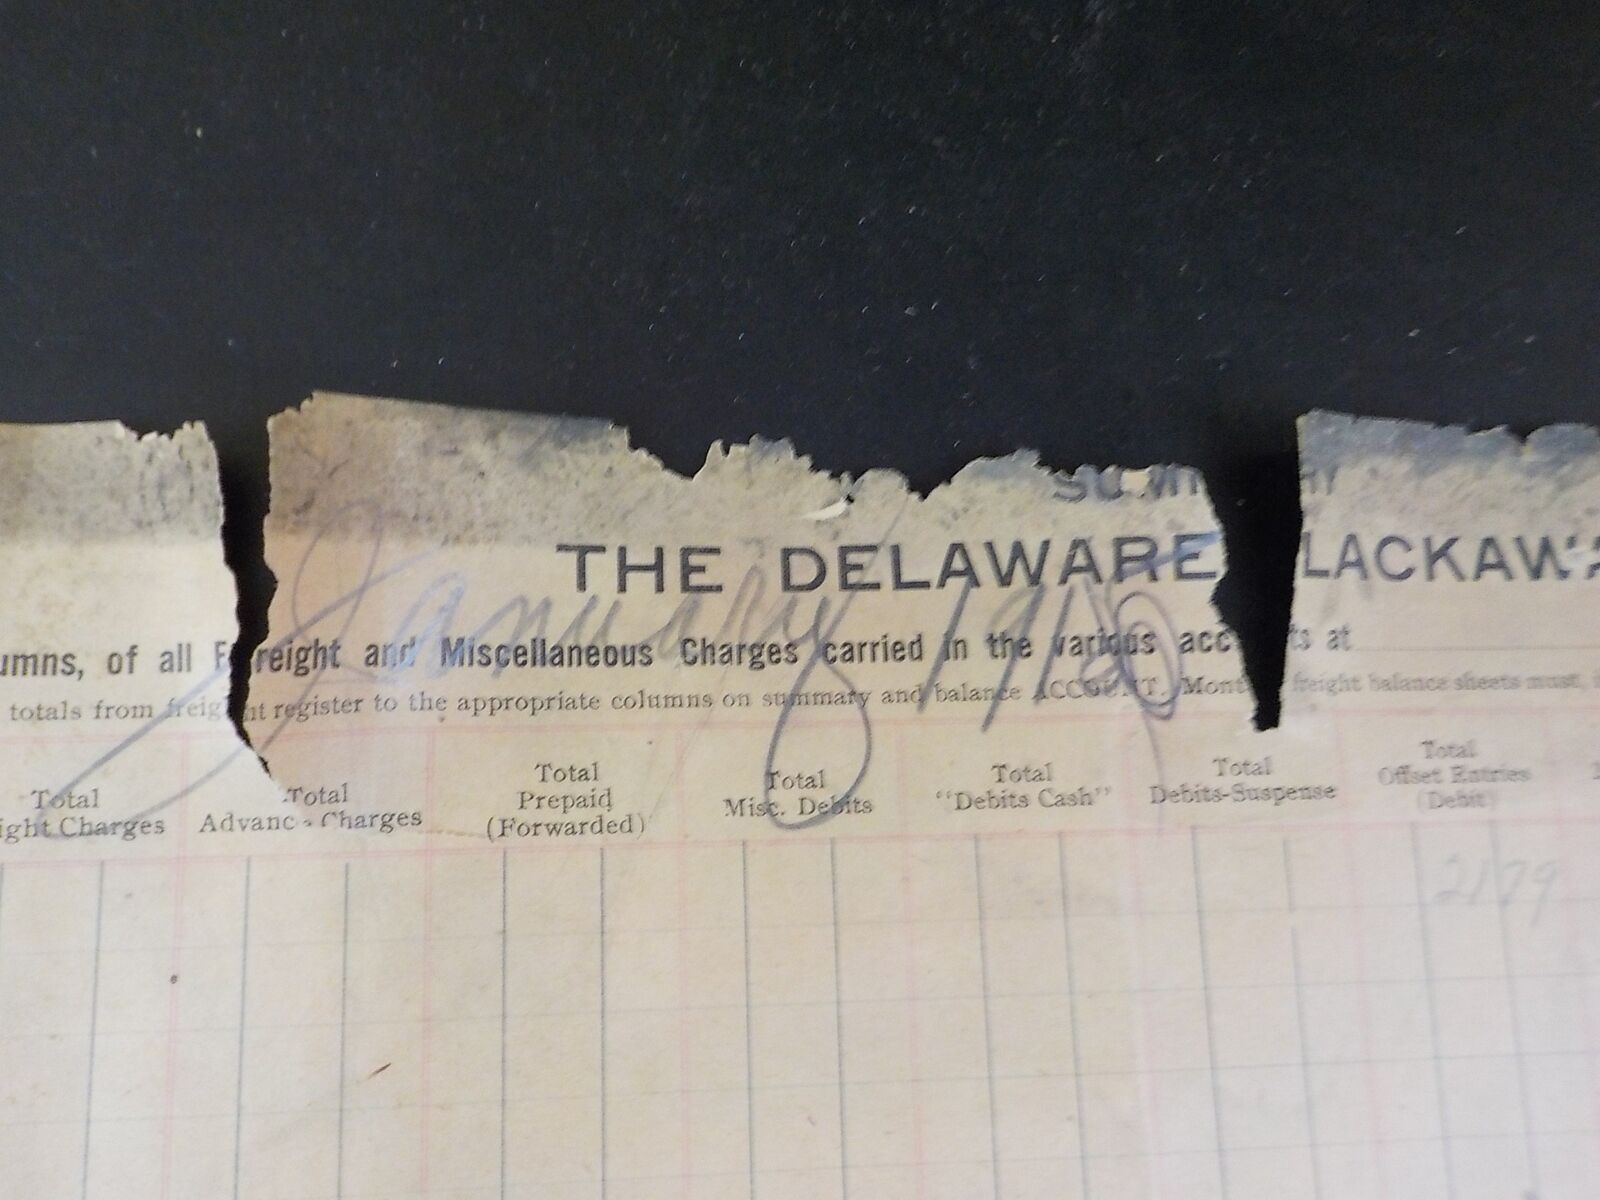 THE DELAWARE LACKAW
January 1918
umns, of all Freight and Miscellaneous Charges carried in the various acc ts at
totals from freight register to the appropriate columns on summary and balance ACCOUNT. Mont freight balance sheets must,
Total
ight Charges
Total
Advanc Charges
Total
Prepaid
(Forwarded)
Total
Misc. Debits
Total
"Debits Cash"
Total
Debits-Suspense
Total
Offset Entries
(Debit)
2179